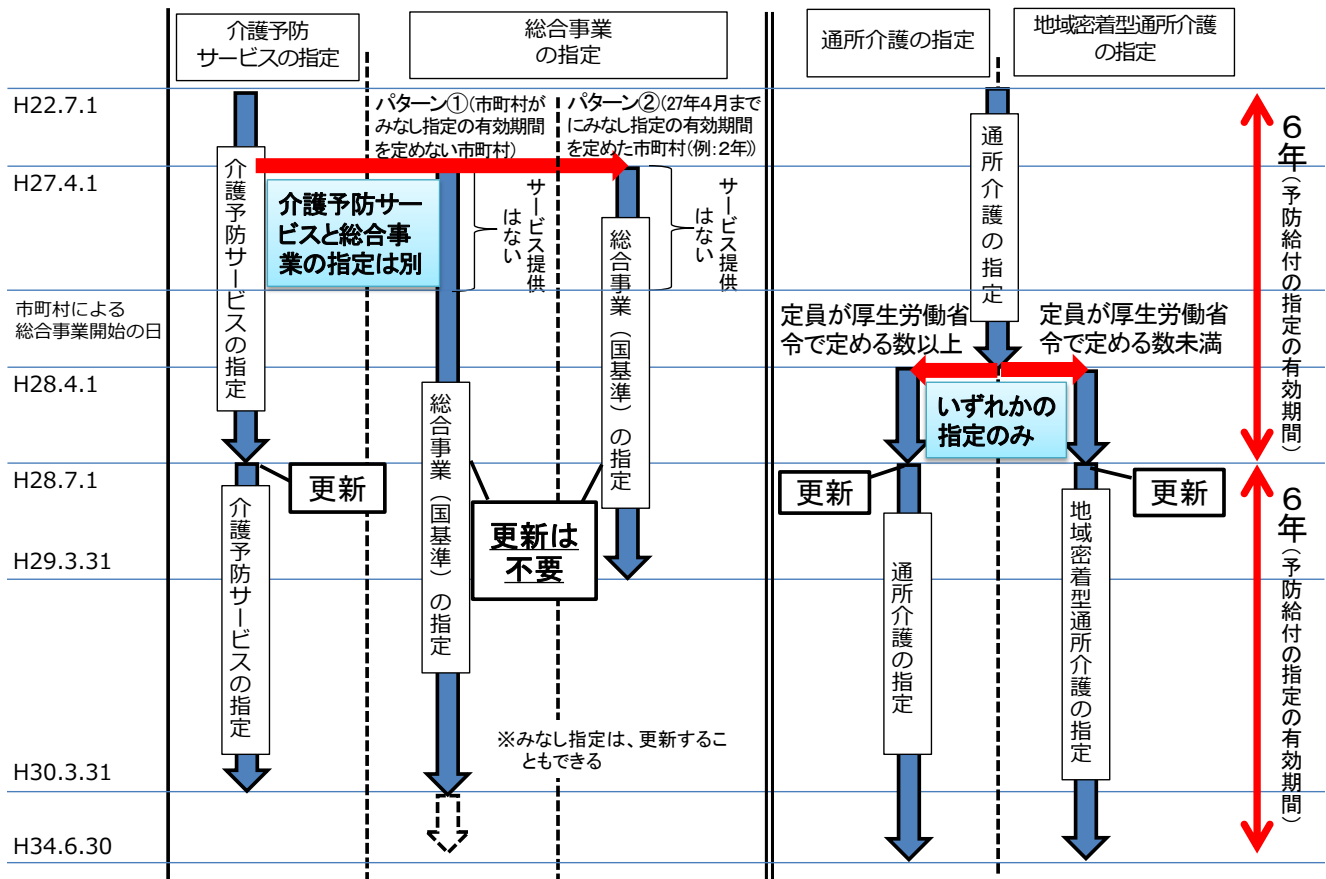 介護予防
サービスの指定
総合事業
の指定
通所介護の指定
地域密着型通所介護
の指定
H22.7.1
H27.4.1
市町村による
総合事業開始の日
H28.4.1
H28.7.1
H29.3.31
H30.3.31
H34.6.30
パターン①(市町村が
みなし指定の有効期間
を定めない市町村)
パターン②(27年4月まで
にみなし指定の有効期間
を定めた市町村(例:2年))
介護予防サービスの指定
介護予防サー
ビスと総合事
業の指定は別
サービス提供
はない
サービス提供
はない
総合事業(国基準)の指定
総合事業(国基準)の指定
更新
介護予防サービスの指定
更新は
不要
※みなし指定は、更新するこ
ともできる
通所介護の指定
定員が厚生労働省
令で定める数以上
定員が厚生労働省
令で定める数未満
いずれかの
指定のみ
更新
更新
通所介護の指定
地域密着型通所介護の指定
6年(予防給付の指定の有効期間)
6年(予防給付の指定の有効期間)